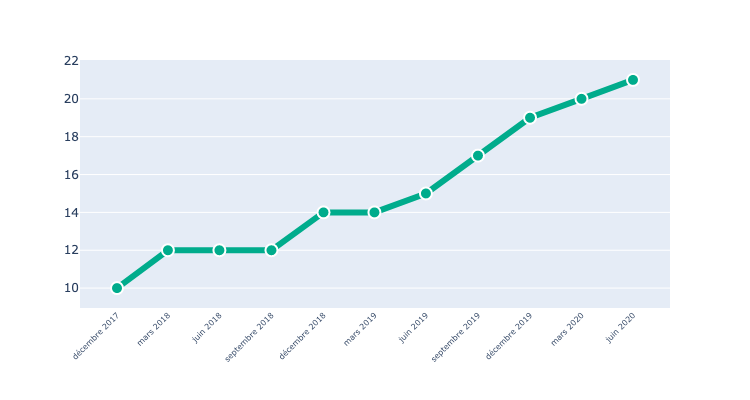 22
20
18
16
14
12
10
décembre 2017
mars 2018
juin 2018
septembre 2018
décembre 2018
mars 2019
juin 2019
septembre 2019
décembre 2019
mars 2020
juin 2020